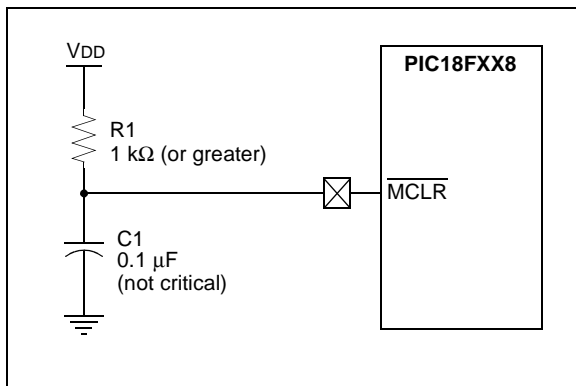 VDD
PIC18FXX8
R1
1 kΩ (or greater)
MCLR
C1
0.1 μF
(not critical)